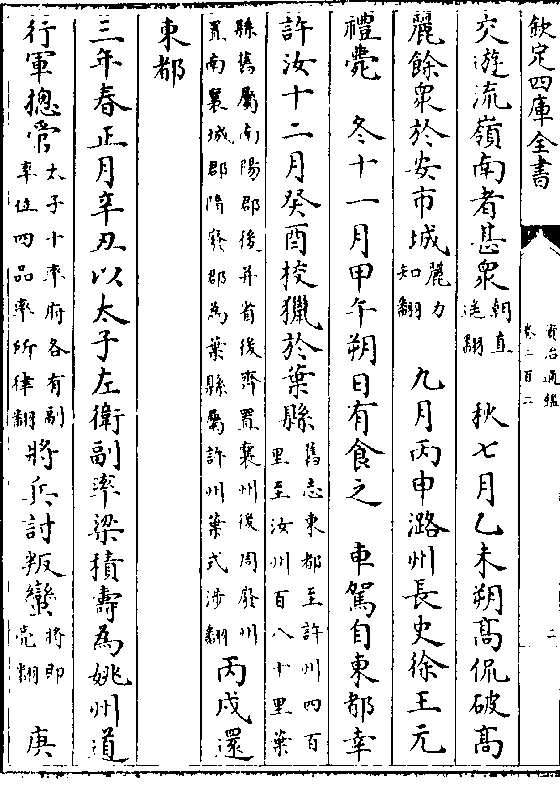 欽定四庫全書
資治通鑑
卷二百二
二
交遊流嶺南者甚衆朝直遥翻 秋七月乙未朔高侃破高
麗餘衆於安市城麗力知翻 九月丙申潞州長史徐王元
禮薨 冬十一月甲午朔日有食之 車駕自東都幸
許汝十二月癸酉校獵於葉縣舊志東都至許州四百里至汝州百八十里葉
縣舊屬南陽郡後并省後齊置襄州後周廢州置南襄城郡隋廢郡為葉縣屬許州葉式涉翻丙戌還
東都
三年春正月辛丑以太子左衛副率梁積壽為姚州道
行軍總管太子十率府各有副率位四品率所律翻將兵討叛蠻將即亮翻 庚